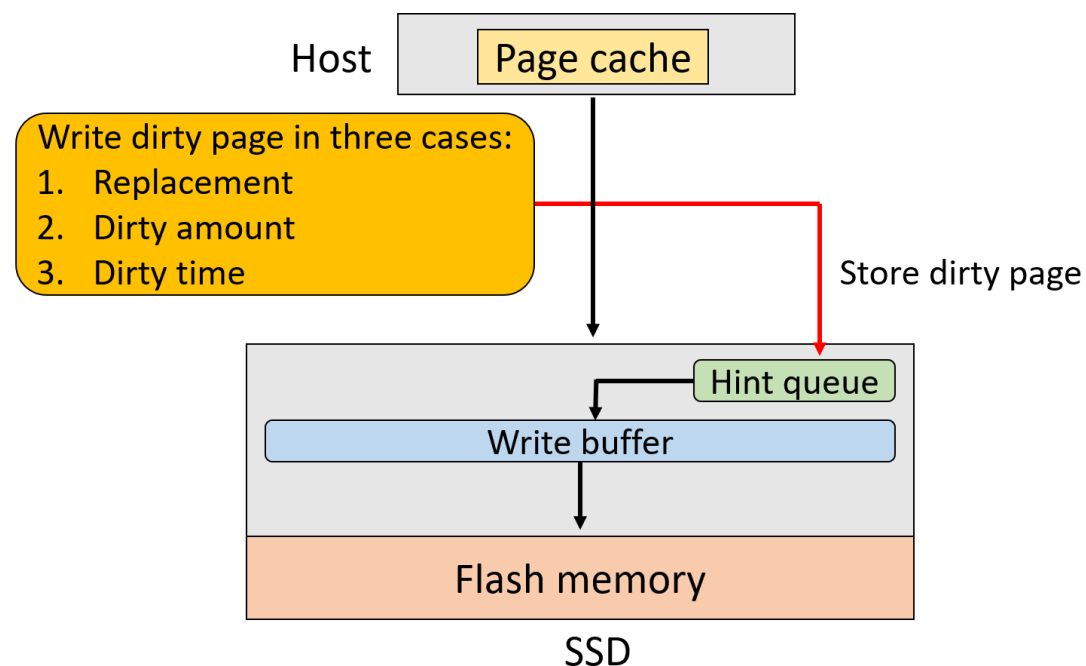 Host
Page cache
Write dirty page in three cases:
1. Replacement
2. Dirty amount
3. Dirty time
Store dirty page
Hint queue
Write buffer
Flash memory
SSD